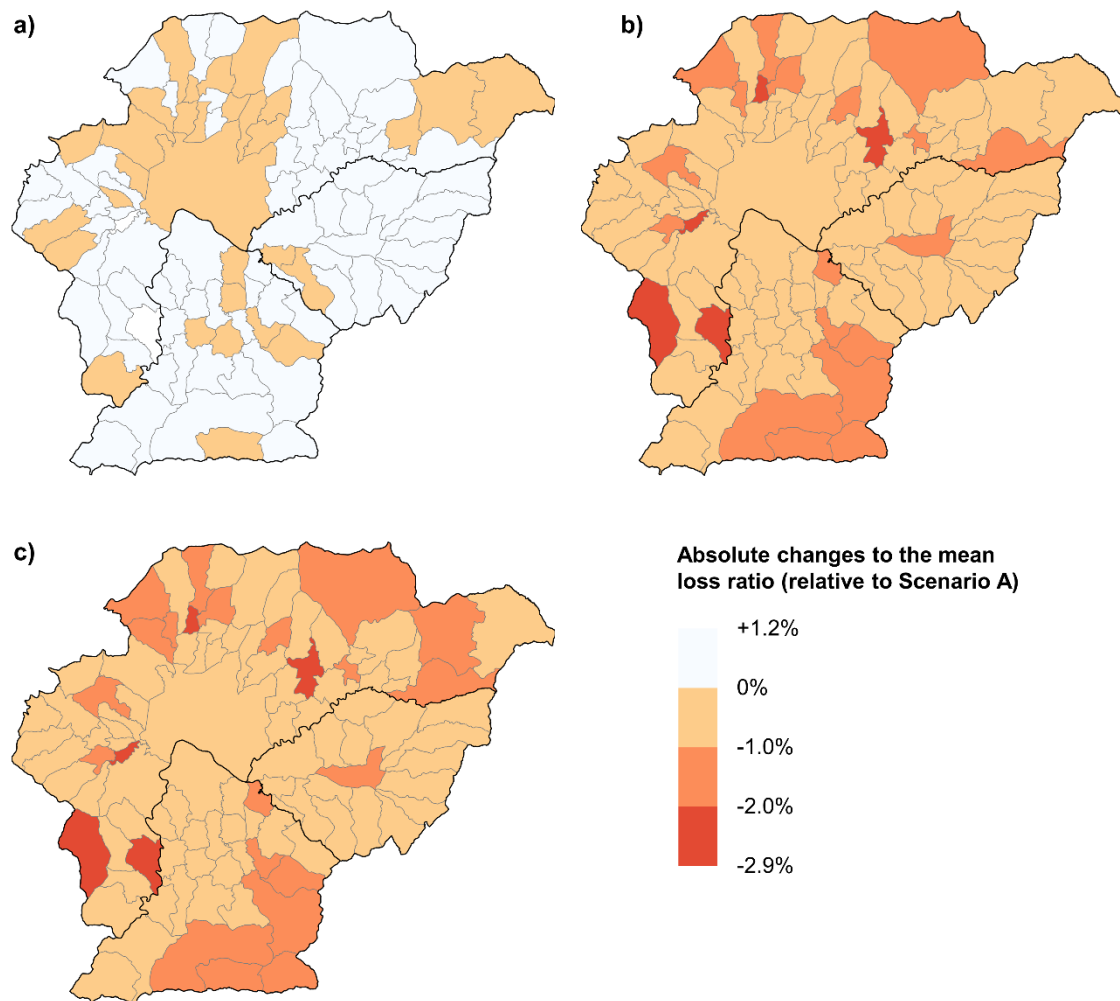 a)
b)
c)
Absolute changes to the mean
loss ratio (relative to Scenario A)
+1.2%
0%
-1.0%
-2.0%
-2.9%